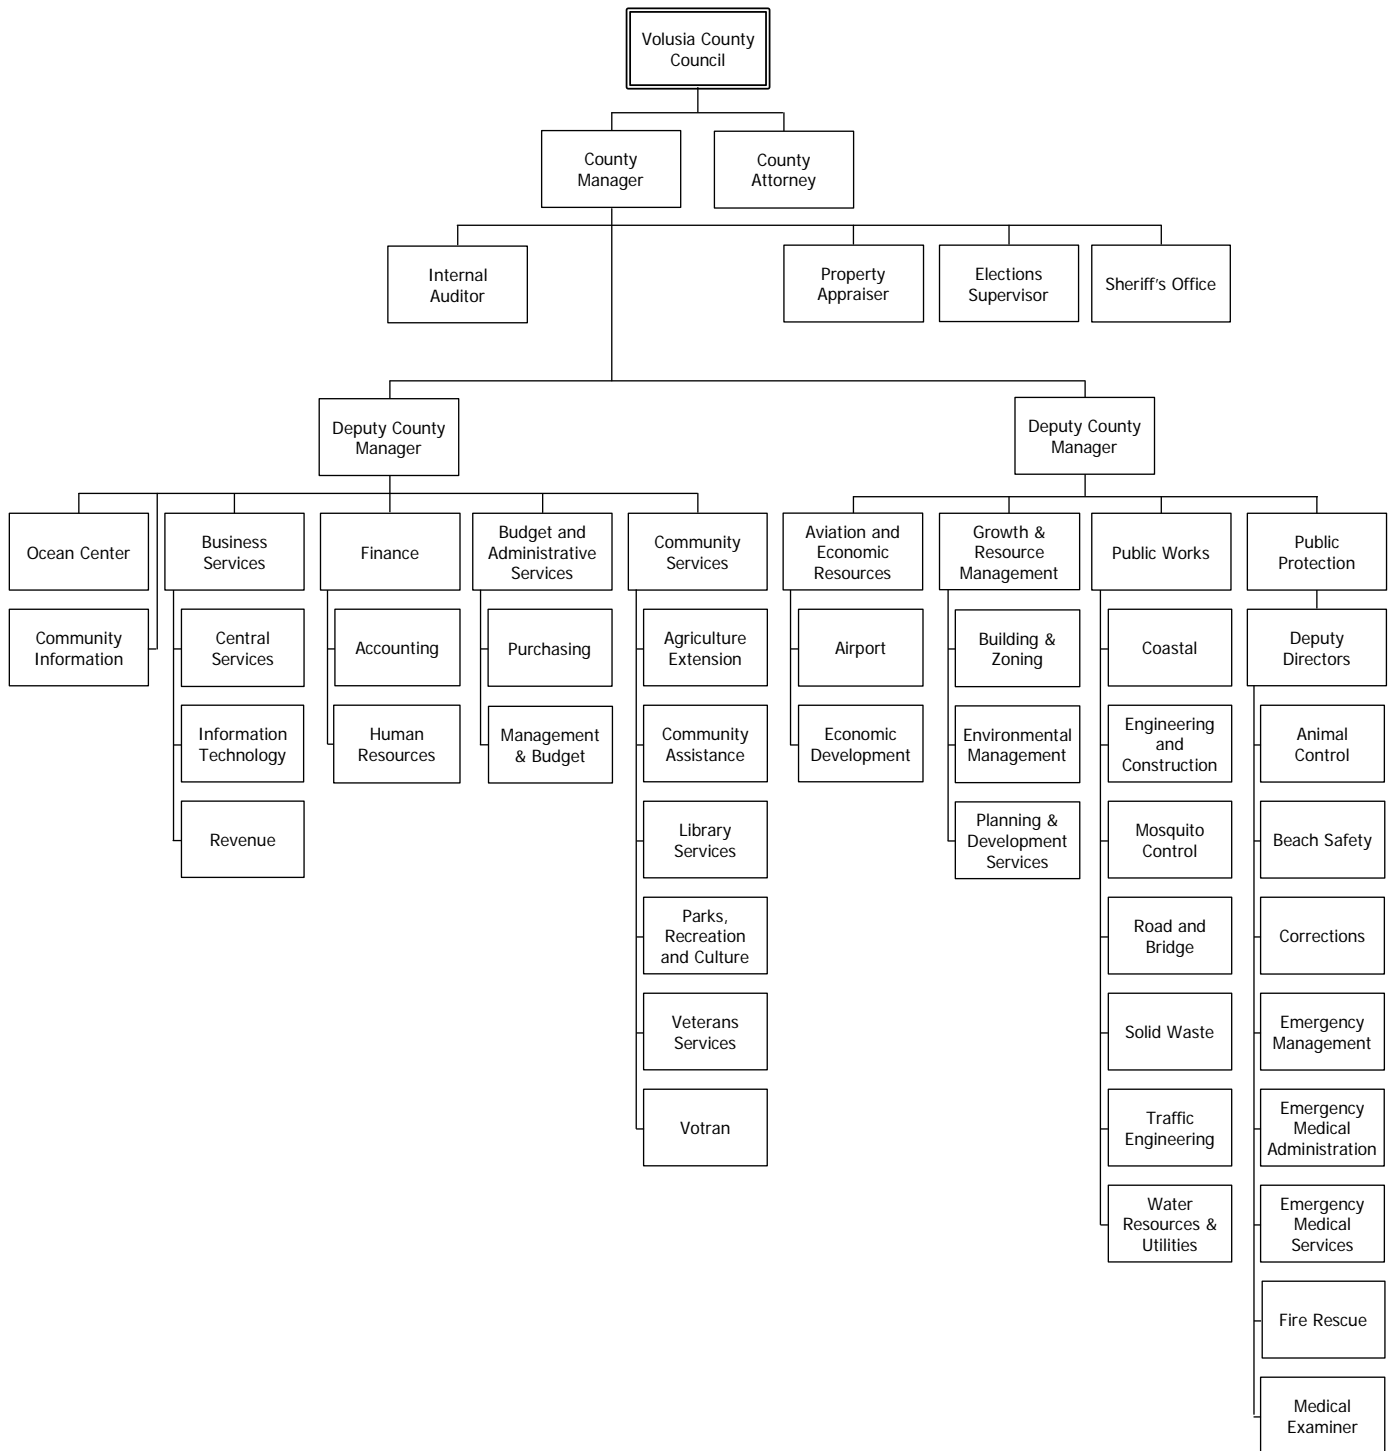 Volusia County
Council
County
Manager
County
Attorney
Internal
Auditor
Property
Appraiser
Elections
Supervisor
Sheriff's Office
Deputy County
Manager
Deputy County
Manager
Ocean Center
Business
Services
Finance
Budget and
Administrative
Services
Community
Services
Aviation and
Economic
Resources
Growth &
Resource
Management
Public Works
Public
Protection
Community
Information
Central
Services
Accounting
Purchasing
Agriculture
Extension
Airport
Building &
Zoning
Coastal
Deputy
Directors
Information
Technology
Human
Resources
Management
& Budget
Community
Assistance
Economic
Development
Environmental
Management
Engineering
and
Construction
Animal
Control
Revenue
Library
Services
Planning &
Development
Services
Mosquito
Control
Beach Safety
Parks,
Recreation
and Culture
Road and
Bridge
Corrections
Veterans
Services
Solid Waste
Emergency
Management
Votran
Traffic
Engineering
Emergency
Medical
Administration
Water
Resources &
Utilities
Emergency
Medical
Services
Fire Rescue
Medical
Examiner